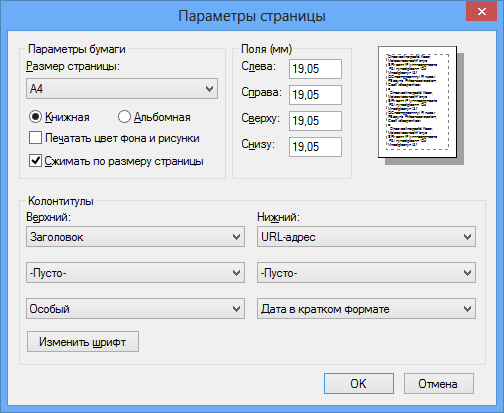 Параметры страницы
Параметры бумаги
Размер страницы:
A4
Книжная Альбомная
Печатать цвет фона и рисунки
Сжимать по размеру страницы
Поля (мм)
Слева: 19,05
Справа: 19,05
Сверху: 19,05
Снизу: 19,05
Колонтитулы
Верхний: Нижний:
Заголовок URL-адрес
-Пусто- -Пусто-
Особый Дата в кратком формате
Изменить шрифт
OK Отмена